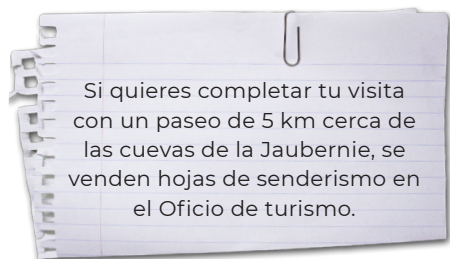 Si quieres completar tu visita
con un paseo de 5 km cerca de
las cuevas de la Jaubernie, se
venden hojas de senderismo en
el Oficio de turismo.